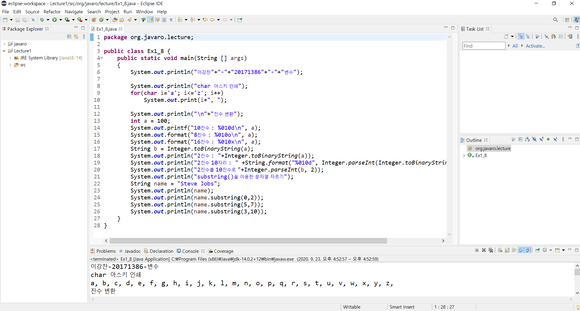 eclipse-workspace - Lecture1/src/org/javaro/lecture/Ex1_8.java - Eclipse IDE
File Edit Source Refactor Navigate Search Project Run Window Help
Package Explorer
javaro
Lecture1
JRE System Library [JavaSE-14]
src
Ex1_8.java
1 package org.javaro.lecture;
2
3 public class Ex1_8 {
4 public static void main(String [] args)
5 {
6 System.out.println("이강찬"+"-"+"20171386"+"-"+"변수");
7
8 System.out.println("char 아스키 인쇄");
9 for(char i='a'; i<='z'; i++)
10 System.out.print(i+", ");
11
12 System.out.println("\n"+"진수 변환");
13 int a = 100;
14 System.out.printf("10진수 : %010d\n", a);
15 System.out.format("8진수 : %010o\n", a);
16 System.out.format("16진수 : %010x\n", a);
17 String b = Integer.toBinaryString(a);
18 System.out.println("2진수 : "+Integer.toBinaryString(a));
19 System.out.println("2진수 10자리 : " +String.format("%010d", Integer.parseInt(Integer.toBinaryStrin
20 System.out.println("2진수를 10진수로 "+Integer.parseInt(b, 2));
21 System.out.println("substring()을 이용한 문자열 자르기");
22 String name = "Steve Jobs";
23 System.out.println(name);
24 System.out.println(name.substring(0,2));
25 System.out.println(name.substring(5,7));
26 System.out.println(name.substring(3,10));
27 }
28 }
Task List
Find
All
Activate...
Outline
org.javaro.lecture
Ex1_8
Problems
Javadoc
Declaration
Console
Coverage
<terminated> Ex1_8 [Java Application] C:\Program Files (x86)\Java\jdk-14.0.2+12\bin\javaw.exe (2020. 9. 23. 오후 4:52:57 – 오후 4:52:59)
이강찬-20171386-변수
char 아스키 인쇄
a, b, c, d, e, f, g, h, i, j, k, l, m, n, o, p, q, r, s, t, u, v, w, x, y, z,
진수 변환
Writable
Smart Insert
1 : 28 : 27